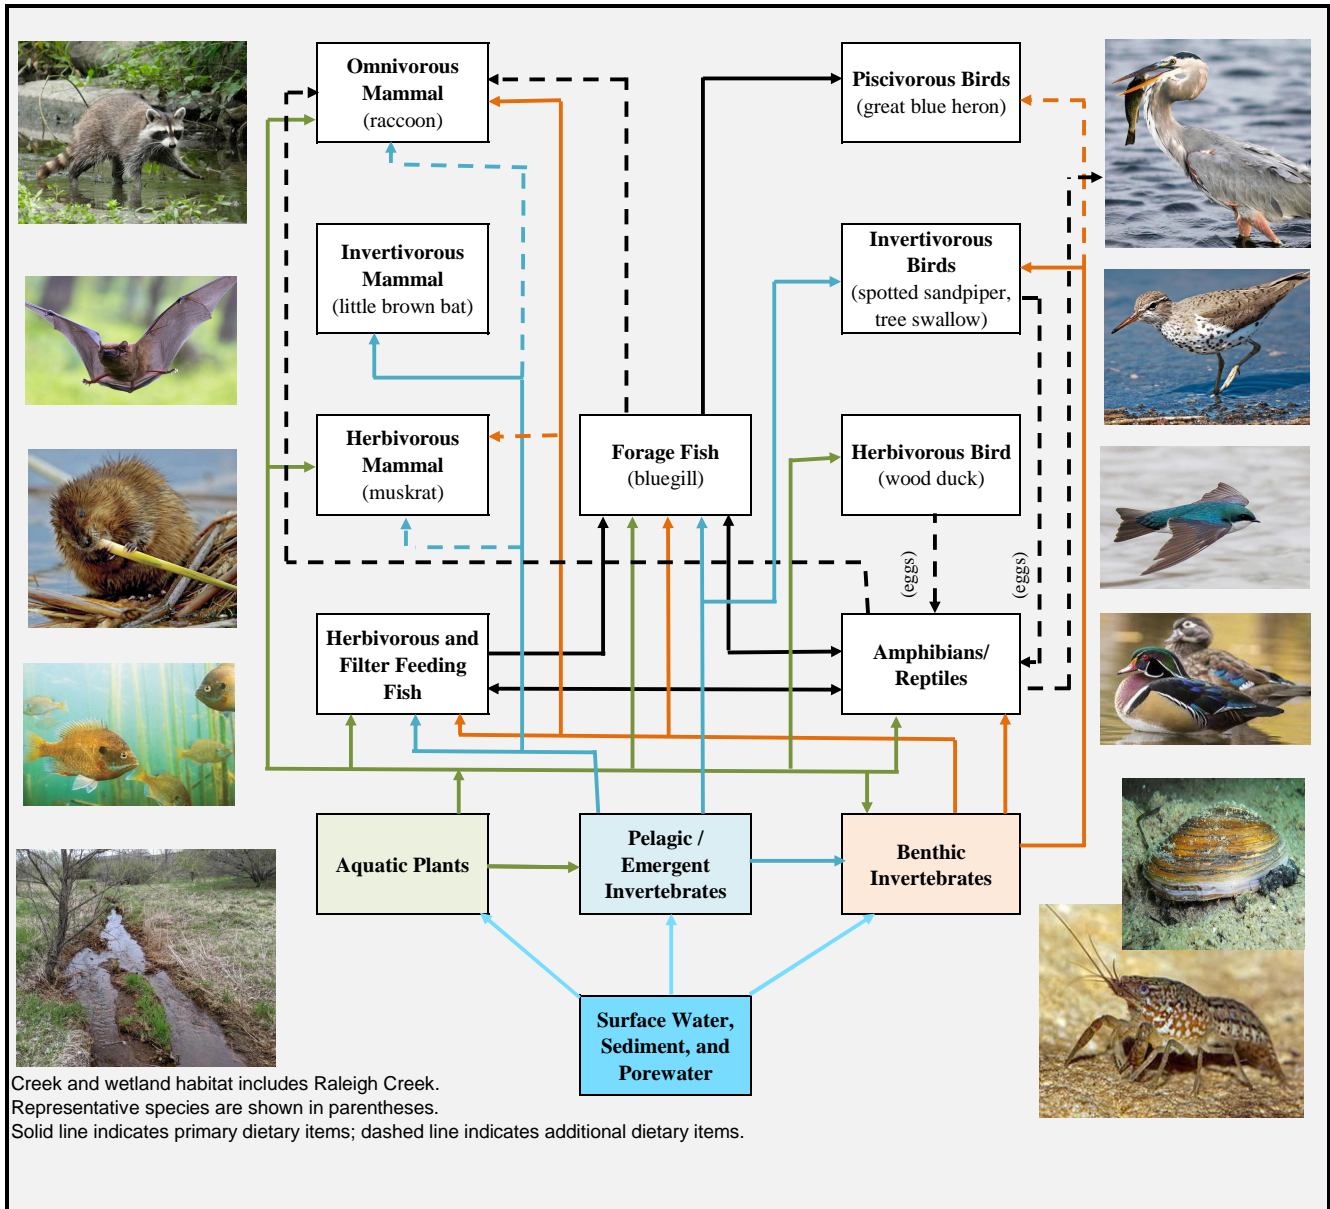 Omnivorous
Mammal
(raccoon)
Piscivorous Birds
(great blue heron)
Invertivorous
Mammal
(little brown bat)
Invertivorous
Birds
(spotted sandpiper,
tree swallow)
Herbivorous
Mammal
(muskrat)
Forage Fish
(bluegill)
Herbivorous Bird
(wood duck)
(eggs)
(eggs)
Herbivorous and
Filter Feeding
Fish
Amphibians/
Reptiles
Aquatic Plants
Pelagic /
Emergent
Invertebrates
Benthic
Invertebrates
Surface Water,
Sediment, and
Porewater
Creek and wetland habitat includes Raleigh Creek.
Representative species are shown in parentheses.
Solid line indicates primary dietary items; dashed line indicates additional dietary items.